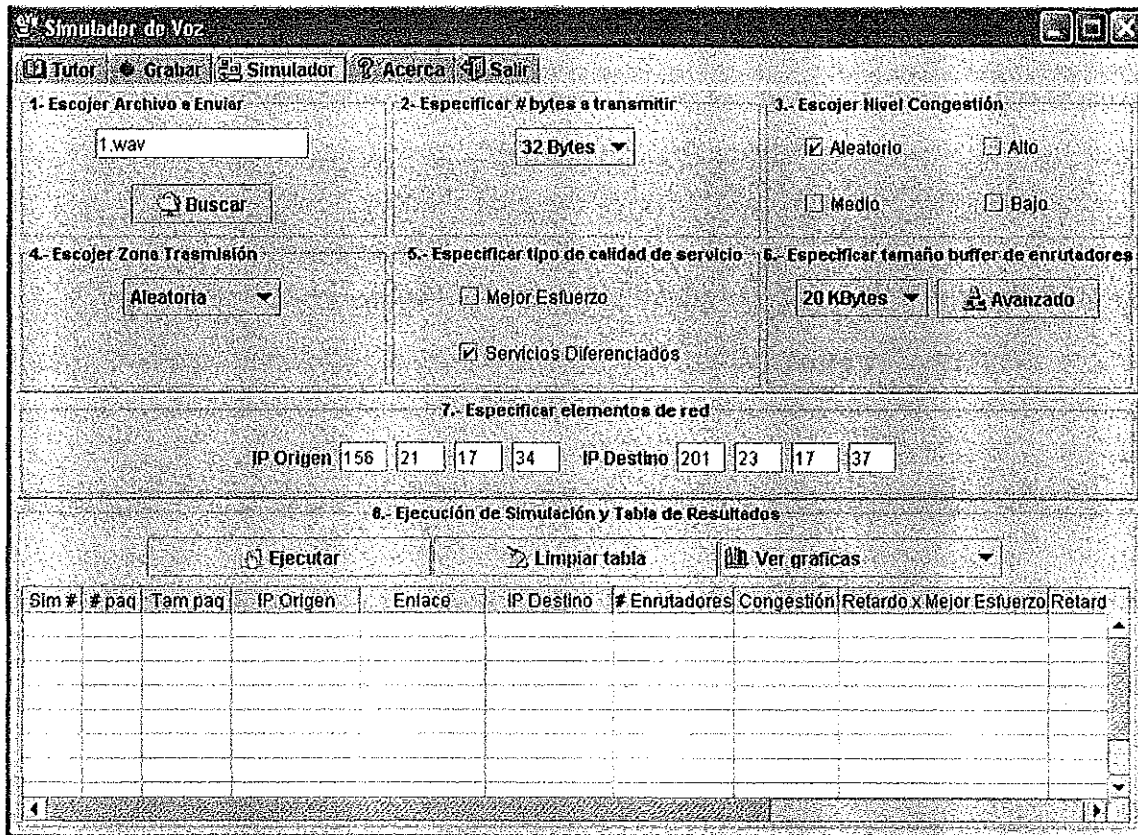 Simulador de Voz
Tutor Grabar Simulador Acerca Salir
1- Escojer Archivo a Enviar
1.wav
Buscar
2- Especificar # bytes a transmitir
32 Bytes
3.- Escojer Nivel Congestión
Aleatorio Alto
Medio Bajo
4.- Escojer Zona Trasmisión
Aleatoria
5.- Especificar tipo de calidad de servicio
Mejor Esfuerzo
Servicios Diferenciados
6.- Especificar tamaño buffer de enrutadores
20 KBytes Avanzado
7.- Especificar elementos de red
IP Origen 156 21 17 34 IP Destino 201 23 17 37
8.- Ejecución de Simulación y Tabla de Resultados
Ejecutar Limpiar tabla Ver graficas
Sim # # paq Tam paq IP Origen Enlace IP Destino # Enrutadores Congestión Retardo x Mejor Esfuerzo Retard